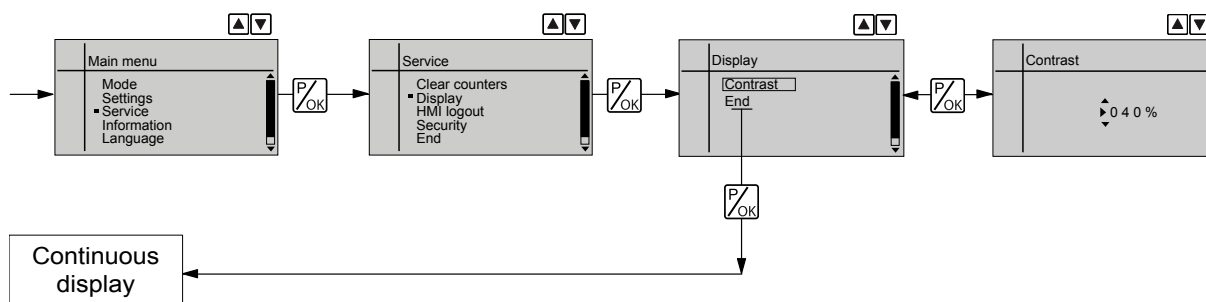 Main menu
Mode
Settings
Service
Information
Language
P/OK
Service
Clear counters
Display
HMI logout
Security
End
P/OK
Display
Contrast
End
P/OK
Contrast
0 4 0 %
P/OK
Continuous
display